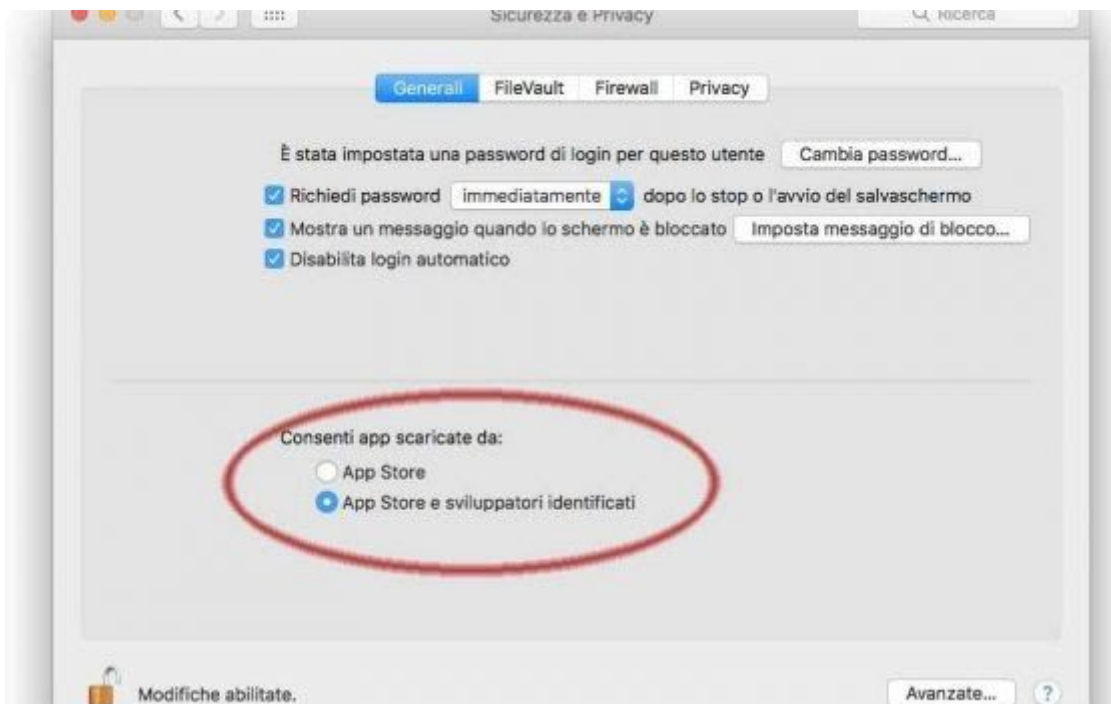 Sicurezza e Privacy
Ricerca
Generali FileVault Firewall Privacy
È stata impostata una password di login per questo utente Cambia password...
Richiedi password immediatamente dopo lo stop o l'avvio del salvaschermo
Mostra un messaggio quando lo schermo è bloccato Imposta messaggio di blocco...
Disabilita login automatico
Consenti app scaricate da:
App Store
App Store e sviluppatori identificati
Modifiche abilitate.
Avanzate... ?